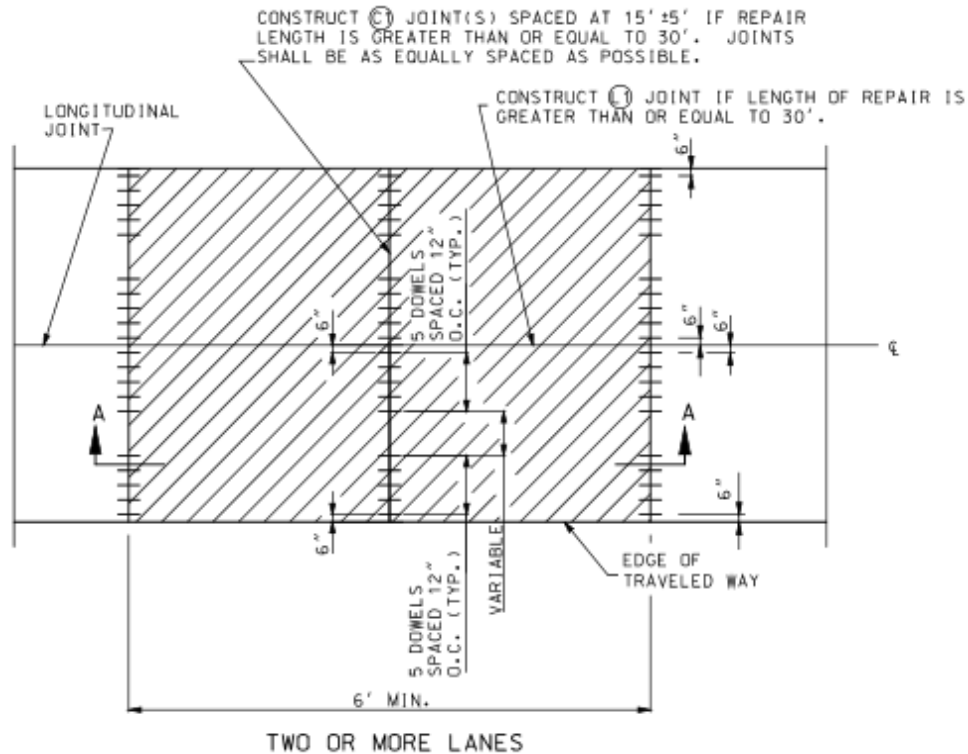 CONSTRUCT C1 JOINT(S) SPACED AT 15' ±5' IF REPAIR
LENGTH IS GREATER THAN OR EQUAL TO 30'. JOINTS
SHALL BE AS EQUALLY SPACED AS POSSIBLE.
CONSTRUCT L1 JOINT IF LENGTH OF REPAIR IS
GREATER THAN OR EQUAL TO 30'.
LONGITUDINAL
JOINT
6"
5 DOWELS
SPACED 12"
O.C. (TYP.)
6"
6"
6"
℄
A
A
6"
6"
5 DOWELS
SPACED 12"
O.C. (TYP.)
VARIABLE
EDGE OF
TRAVELED WAY
6' MIN.
TWO OR MORE LANES